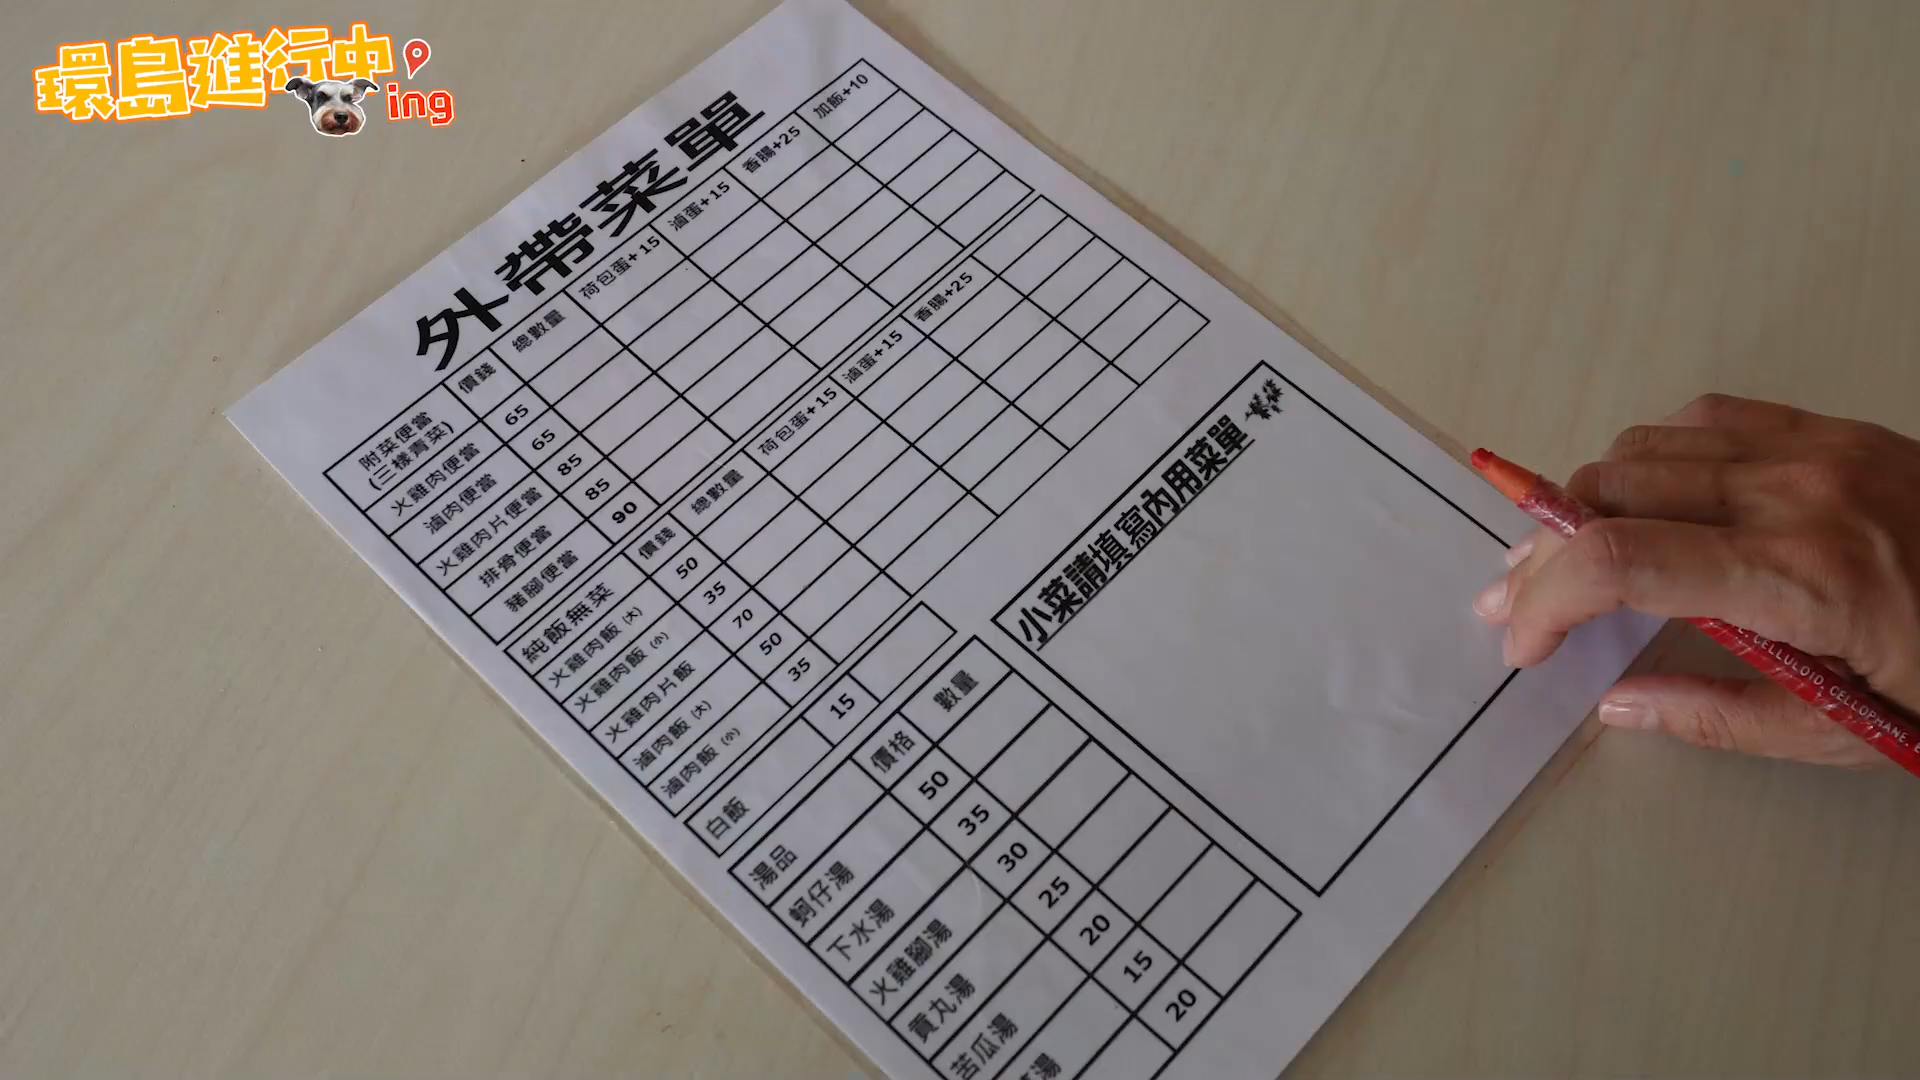 環島進行中
ing
外帶菜單
附菜便當
(三樣青菜) 價錢 總數量 荷包蛋+15 滷蛋+15 香腸+25 加飯+10
火雞肉便當 65
滷肉便當 65
火雞肉片便當 85
排骨便當 85
豬腳便當 90
純飯無菜 價錢 總數量 荷包蛋+15 滷蛋+15 香腸+25
火雞肉飯 (大) 50
火雞肉飯 (小) 35
火雞肉片飯 70
滷肉飯 (大) 50
滷肉飯 (小) 35
白飯 15
湯品 價格 數量
蚵仔湯 50
下水湯 35
火雞腳湯 30
貢丸湯 25
苦瓜湯 20
湯 15
20
小菜請填寫內用菜單
CELLULOID, CELLOPHANE,